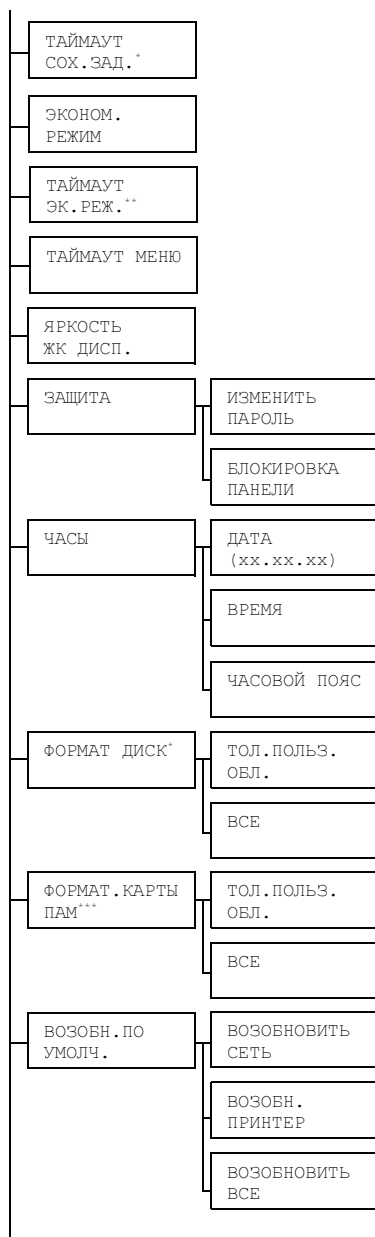 ТАЙМАУТ
СОХ.ЗАД.*
ЭКОНОМ.
РЕЖИМ
ТАЙМАУТ
ЭК.РЕЖ.**
ТАЙМАУТ МЕНЮ
ЯРКОСТЬ
ЖК ДИСП.
ЗАЩИТА
ИЗМЕНИТЬ
ПАРОЛЬ
БЛОКИРОВКА
ПАНЕЛИ
ЧАСЫ
ДАТА
(xx.xx.xx)
ВРЕМЯ
ЧАСОВОЙ ПОЯС
ФОРМАТ ДИСК*
ТОЛ.ПОЛЬЗ.
ОБЛ.
ВСЕ
ФОРМАТ.КАРТЫ
ПАМ***
ТОЛ.ПОЛЬЗ.
ОБЛ.
ВСЕ
ВОЗОБН.ПО
УМОЛЧ.
ВОЗОБНОВИТЬ
СЕТЬ
ВОЗОБН.
ПРИНТЕР
ВОЗОБНОВИТЬ
ВСЕ